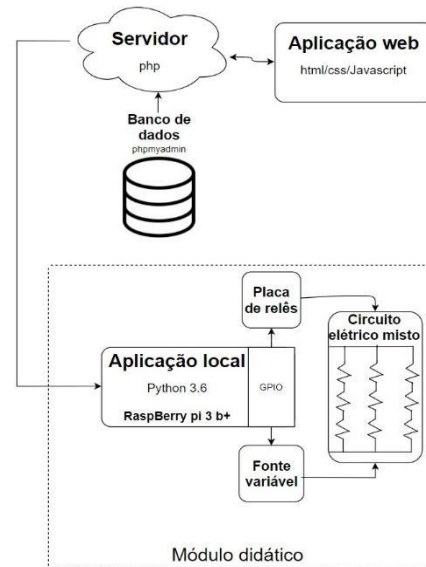 Servidor
php
Aplicação web
html/css/Javascript
Banco de
dados
phpmyadmin
Placa
de relês
Circuito
elétrico misto
Aplicação local
Python 3.6
RaspBerry pi 3 b+
GPIO
Fonte
variável
Módulo didático